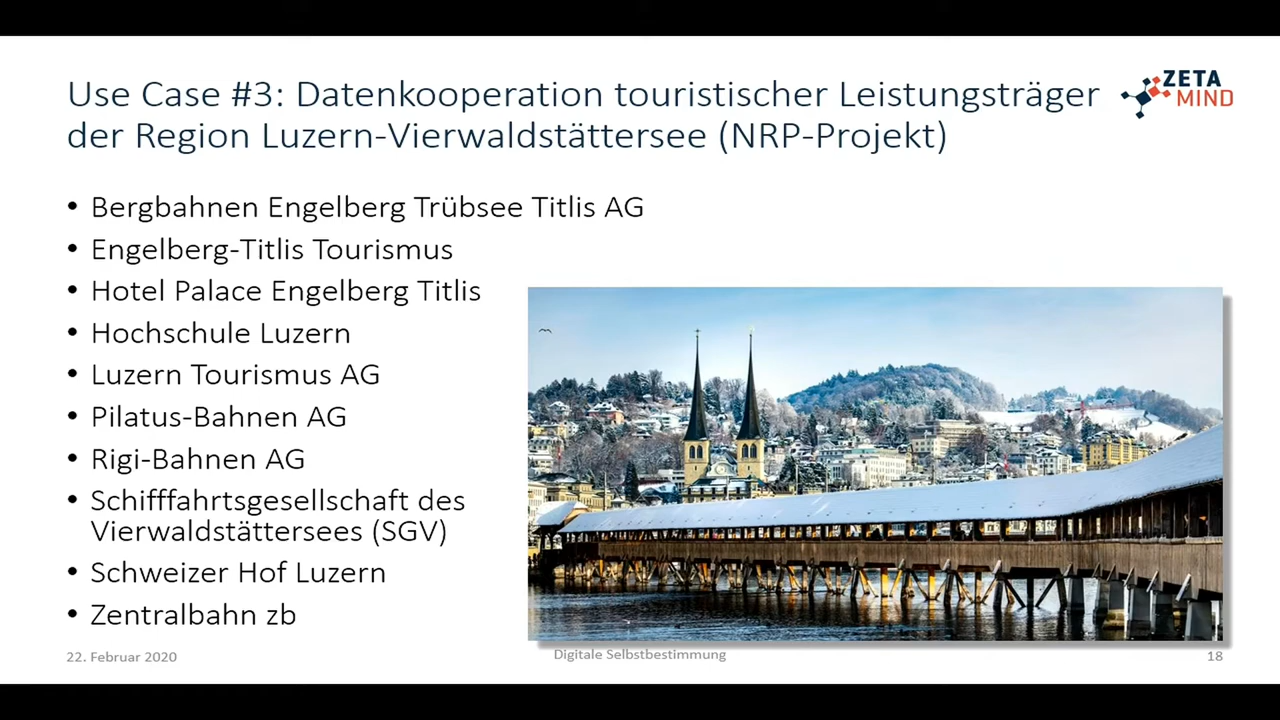 Use Case #3: Datenkooperation touristischer Leistungsträger
der Region Luzern-Vierwaldstättersee (NRP-Projekt)
ZETA
MIND
• Bergbahnen Engelberg Trübsee Titlis AG
• Engelberg-Titlis Tourismus
• Hotel Palace Engelberg Titlis
• Hochschule Luzern
• Luzern Tourismus AG
• Pilatus-Bahnen AG
• Rigi-Bahnen AG
• Schifffahrtsgesellschaft des
Vierwaldstättersees (SGV)
• Schweizer Hof Luzern
• Zentralbahn zb
22. Februar 2020
Digitale Selbstbestimmung
18